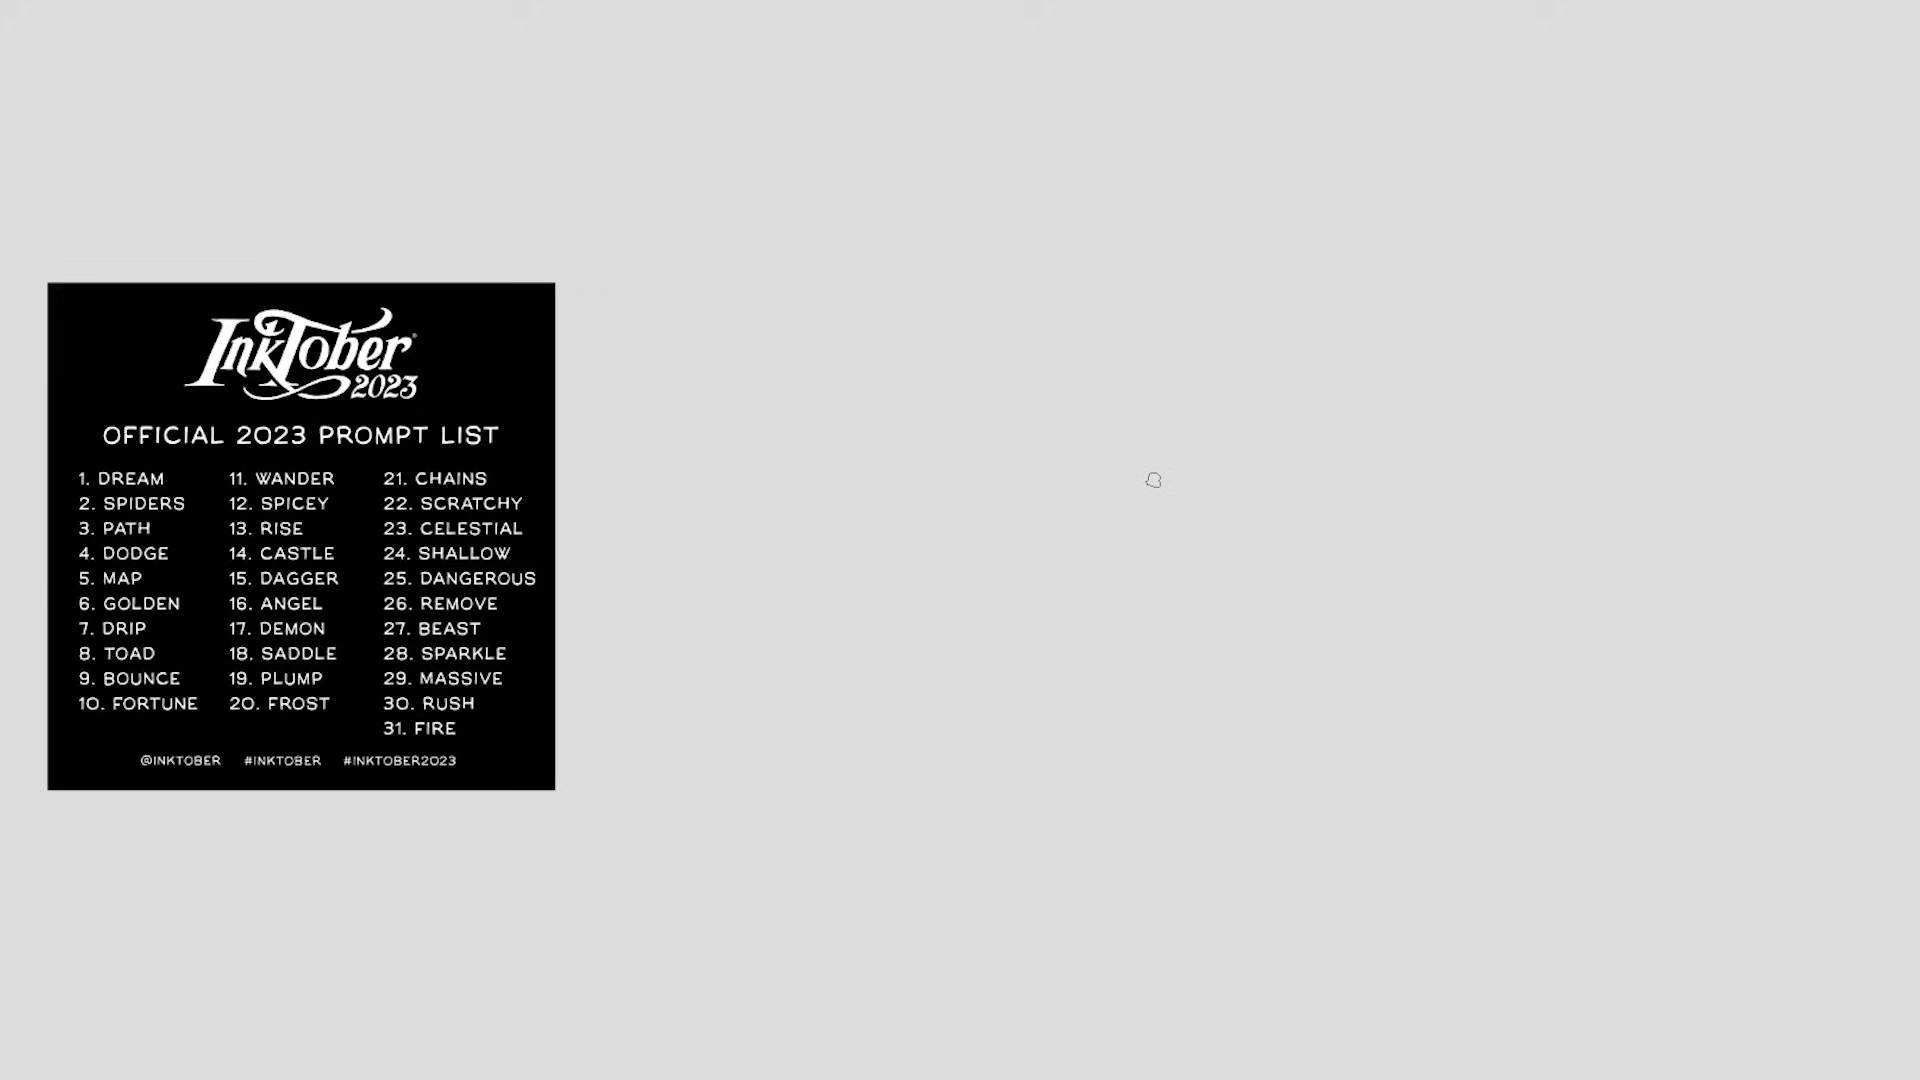 InkTober
2023
OFFICIAL 2023 PROMPT LIST
1. DREAM
2. SPIDERS
3. PATH
4. DODGE
5. MAP
6. GOLDEN
7. DRIP
8. TOAD
9. BOUNCE
10. FORTUNE
11. WANDER
12. SPICEY
13. RISE
14. CASTLE
15. DAGGER
16. ANGEL
17. DEMON
18. SADDLE
19. PLUMP
20. FROST
21. CHAINS
22. SCRATCHY
23. CELESTIAL
24. SHALLOW
25. DANGEROUS
26. REMOVE
27. BEAST
28. SPARKLE
29. MASSIVE
30. RUSH
31. FIRE
@INKTOBER #INKTOBER #INKTOBER2023